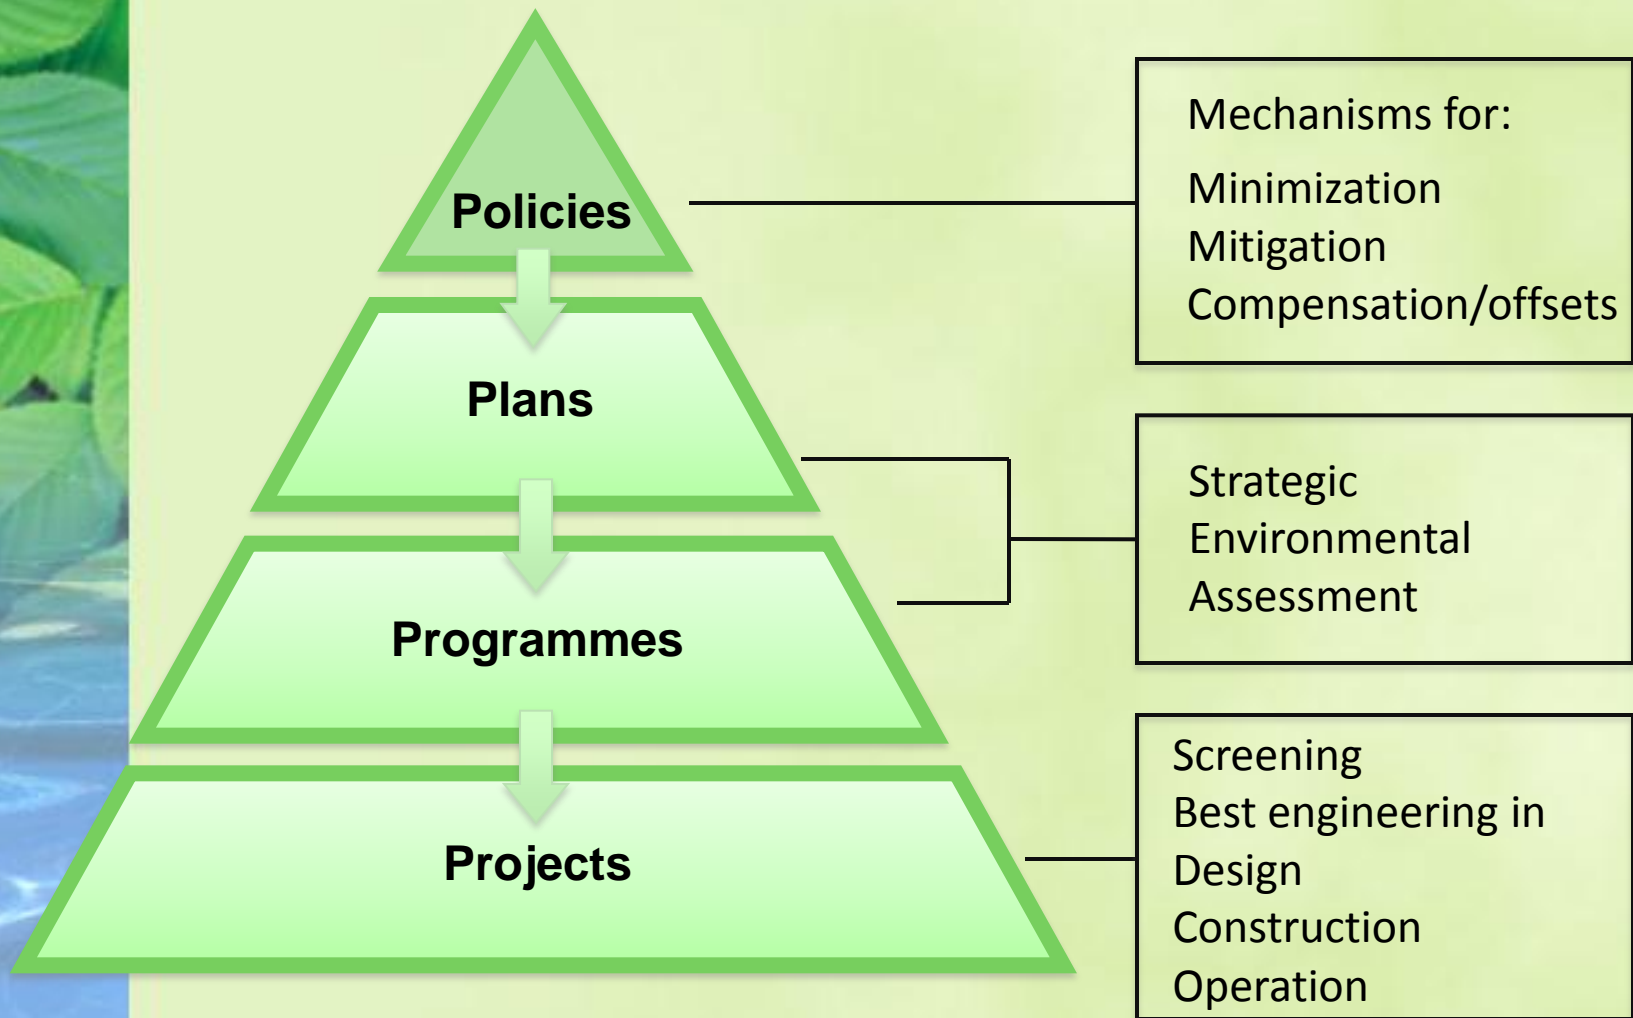 Policies
Plans
Programmes
Projects
Mechanisms for:
Minimization
Mitigation
Compensation/offsets
Strategic
Environmental
Assessment
Screening
Best engineering in
Design
Construction
Operation